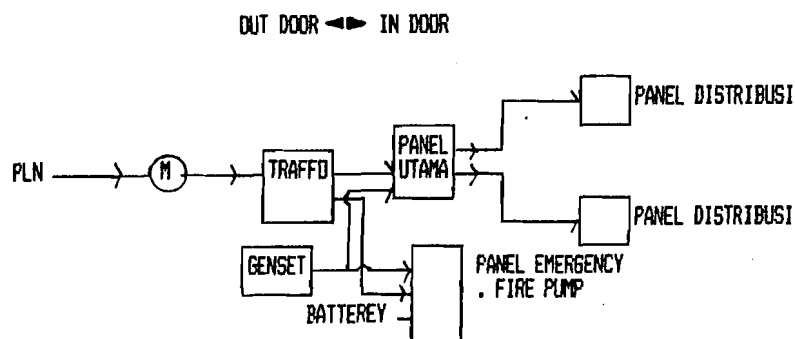 OUT DOOR ◄► IN DOOR
PANEL DISTRIBUSI
PLN
M
TRAFFO
PANEL
UTAMA
PANEL DISTRIBUSI
GENSET
PANEL EMERGENCY
. FIRE PUMP
BATTEREY